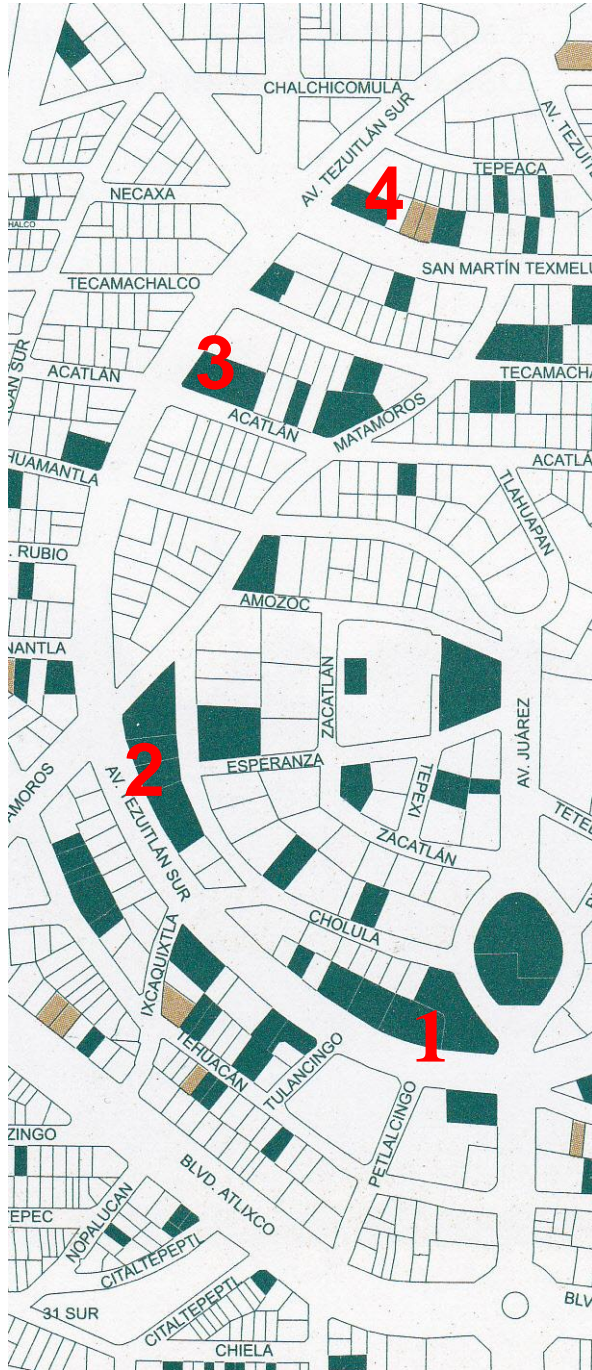 CHALCHICOMULA
AV. TEZUITLÁN SUR
TEPEACA
4
NECAXA
SAN MARTÍN TEXMELU
TECAMACHALCO
3
ACATLÁN
TECAMACHA
ACATLÁN
MATAMOROS
HUAMANTLA
ACATLÁ
TLAHUAPAN
. RUBIO
AMOZOC
NANTLA
ZACATLÁN
AV. JUÁREZ
2
ESPERANZA
AV. TEZUITLÁN SUR
TEPEXI
AMOROS
ZACATLÁN
CHOLULA
IXCAQUIXTLA
1
TEHUACÁN
TULANCINGO
PETLALCINGO
ZINGO
BLVD. ATLIXCO
TEPEC
NOPALUCAN
CITALTEPEPTL
31 SUR
CITALTEPEPTL
BLV
CHIELA